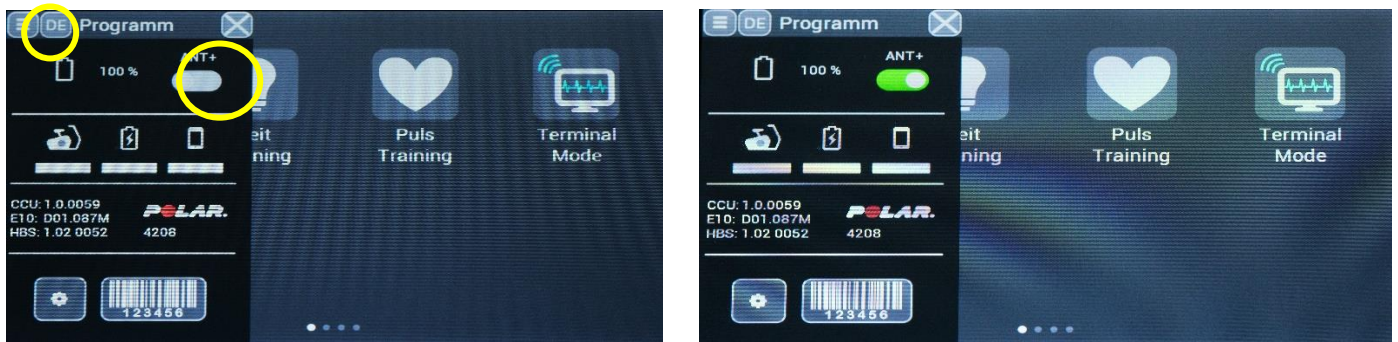 DE Programm
ANT+
100 %
eit
ning
Puls
Training
Terminal
Mode
CCU: 1.0.0059
E10: D01.087M
HBS: 1.02 0052
POLAR.
4208
123456
DE Programm
ANT+
100 %
eit
ning
Puls
Training
Terminal
Mode
CCU: 1.0.0059
E10: D01.087M
HBS: 1.02 0052
POLAR.
4208
123456